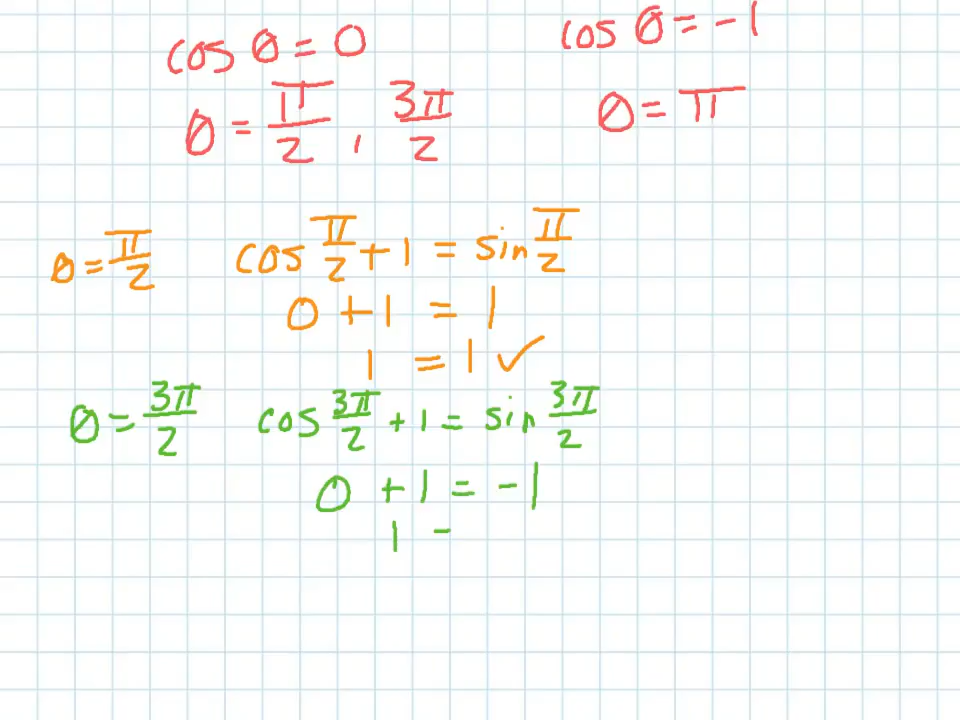 cos θ = 0    cos θ = -1
θ = π/2 , 3π/2    θ = π
θ = π/2    cos π/2 + 1 = sin π/2
0 + 1 = 1
1 = 1 ✓
θ = 3π/2    cos 3π/2 + 1 = sin 3π/2
0 + 1 = -1
1 -